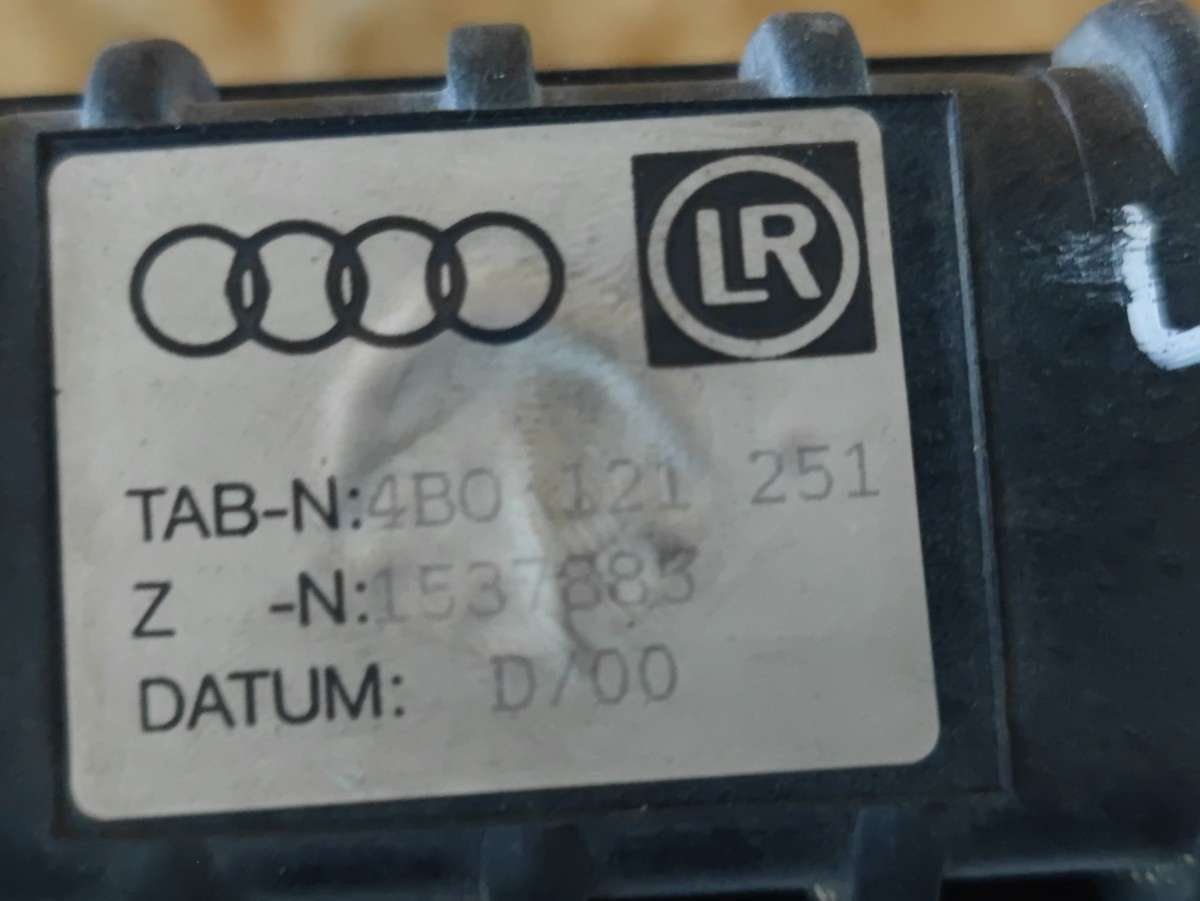 LR
TAB-N:4B0 121 251
Z -N:1537883
DATUM: D/00